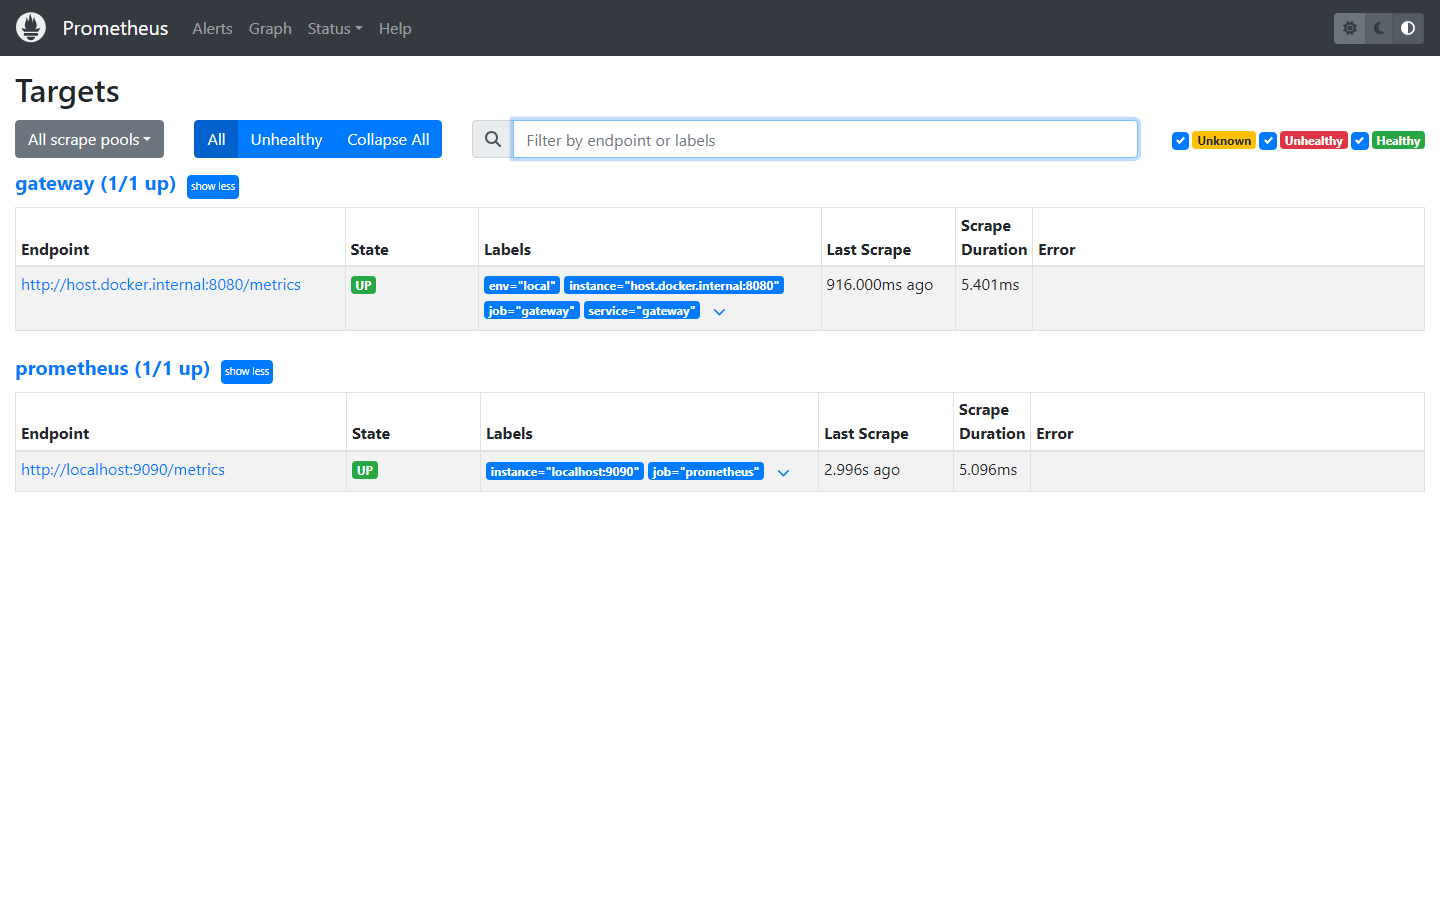 Prometheus Alerts Graph Status Help
Targets
All scrape pools All Unhealthy Collapse All Filter by endpoint or labels Unknown Unhealthy Healthy
gateway (1/1 up) show less
Endpoint State Labels Last Scrape Scrape Duration Error
http://host.docker.internal:8080/metrics UP env="local" instance="host.docker.internal:8080" 916.000ms ago 5.401ms
job="gateway" service="gateway"
prometheus (1/1 up) show less
Endpoint State Labels Last Scrape Scrape Duration Error
http://localhost:9090/metrics UP instance="localhost:9090" job="prometheus" 2.996s ago 5.096ms